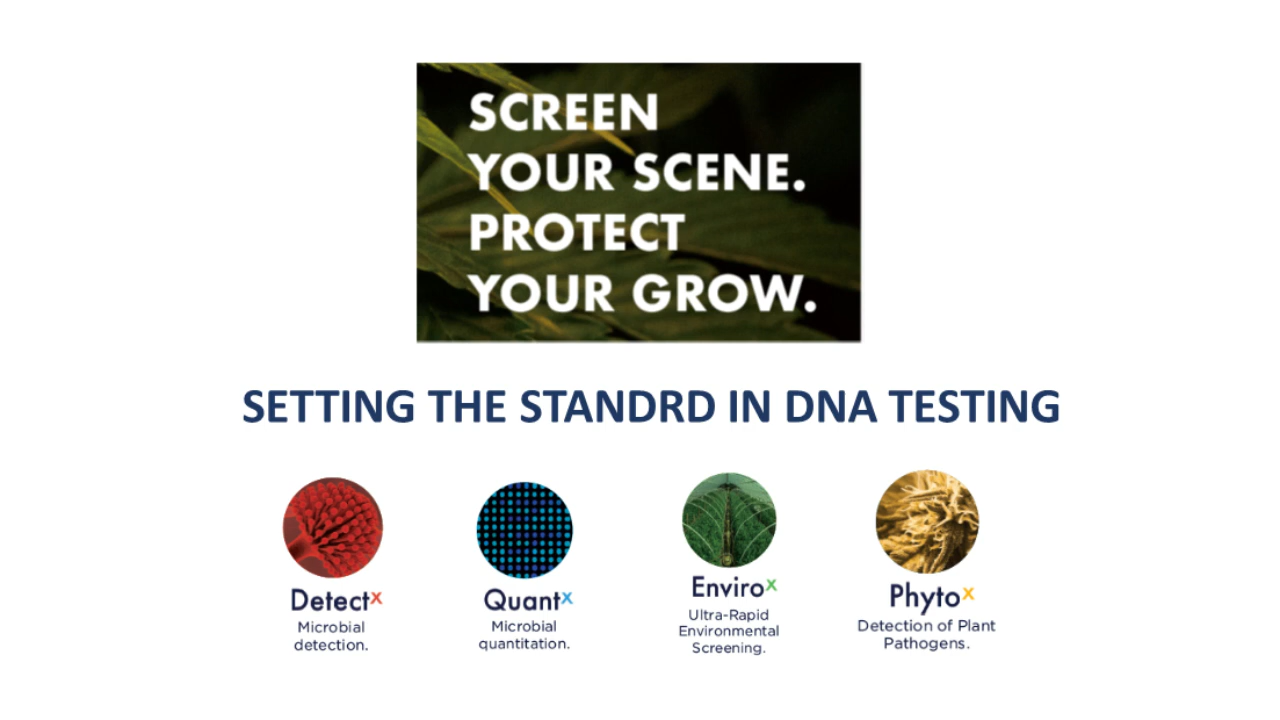 SCREEN
YOUR SCENE.
PROTECT
YOUR GROW.
SETTING THE STANDRD IN DNA TESTING
Detectx
Microbial
detection.
Quantx
Microbial
quantitation.
Envirox
Ultra-Rapid
Environmental
Screening.
Phytox
Detection of Plant
Pathogens.